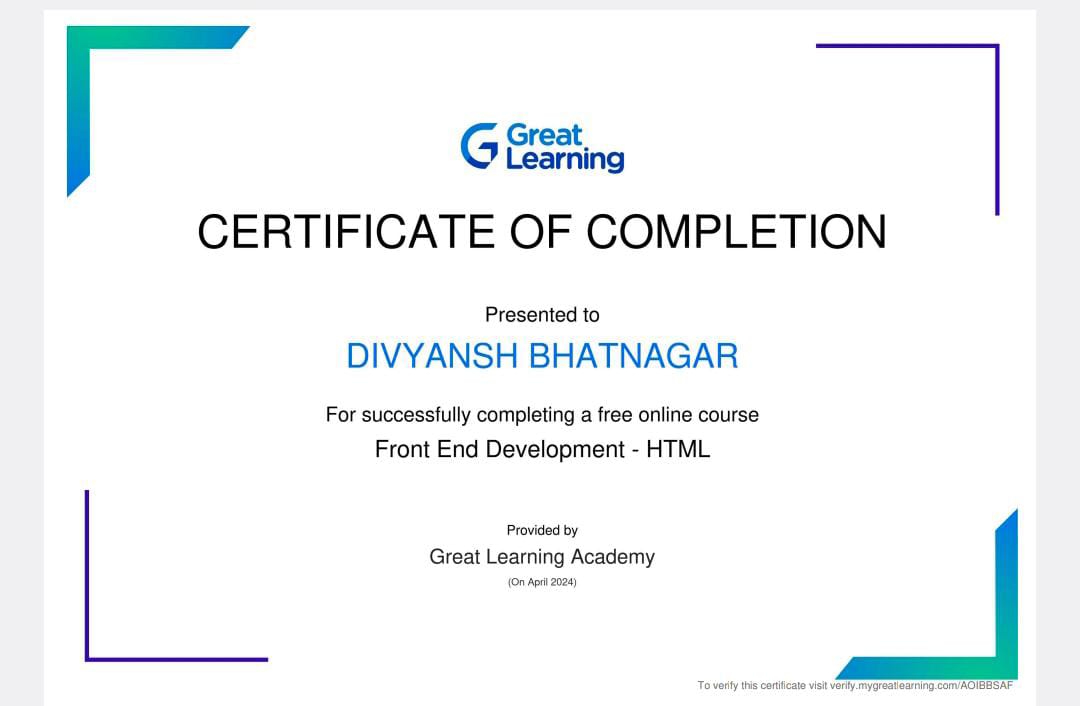 Great
Learning
CERTIFICATE OF COMPLETION
Presented to
DIVYANSH BHATNAGAR
For successfully completing a free online course
Front End Development - HTML
Provided by
Great Learning Academy
(On April 2024)
To verify this certificate visit verify.mygreatlearning.com/AOIBBSAF